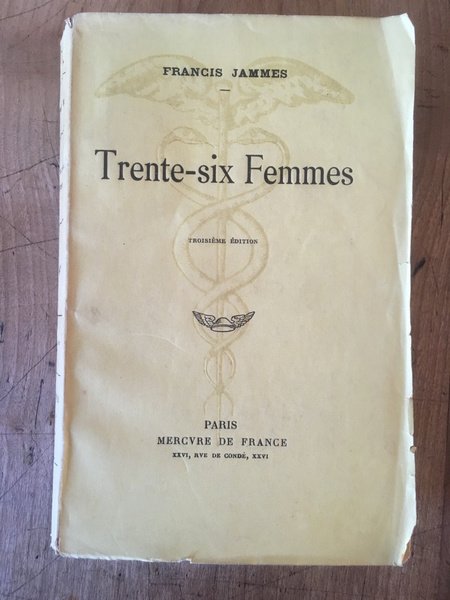 FRANCIS JAMMES
Trente-six Femmes
TROISIÈME ÉDITION
PARIS
MERCVRE DE FRANCE
XXVI, RVE DE CONDÉ, XXVI